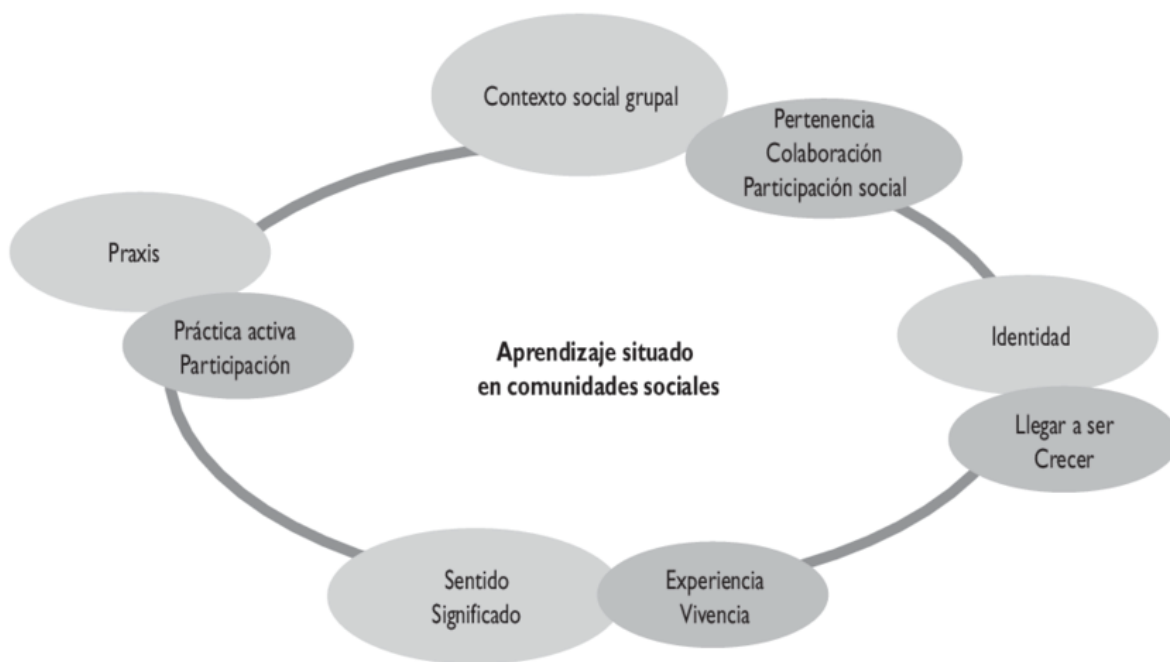 Contexto social grupal
Pertenencia
Colaboración
Participación social
Praxis
Práctica activa
Participación
Aprendizaje situado
en comunidades sociales
Identidad
Llegar a ser
Crecer
Sentido
Significado
Experiencia
Vivencia